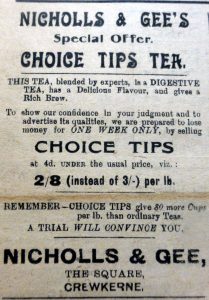 NICHOLLS & GEE'S
Special Offer.
CHOICE TIPS TEA.
THIS TEA, blended by experts, is a DIGESTIVE
TEA, has a Delicious Flavour, and gives a
Rich Brew.
To show our confidence in your judgment and to
advertise its qualities, we are prepared to lose
money for ONE WEEK ONLY, by selling
CHOICE TIPS
at 4d. UNDER the usual price, viz.:
2/8 (instead of 3/-) per lb.
REMEMBER—CHOICE TIPS give 80 more Cups
per lb. than ordinary Teas.
A TRIAL WILL CONVINCE YOU.
NICHOLLS & GEE,
THE SQUARE,
CREWKERNE.